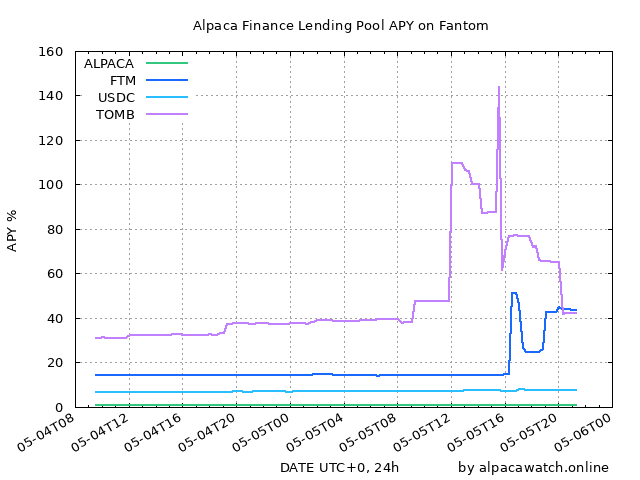 Alpaca Finance Lending Pool APY on Fantom
160
140
120
100
80
60
40
20
0
APY %
ALPACA
FTM
USDC
TOMB
05-04T08
05-04T12
05-04T16
05-04T20
05-05T00
05-05T04
05-05T08
05-05T12
05-05T16
05-05T20
05-06T00
DATE UTC+0, 24h
by alpacawatch.online